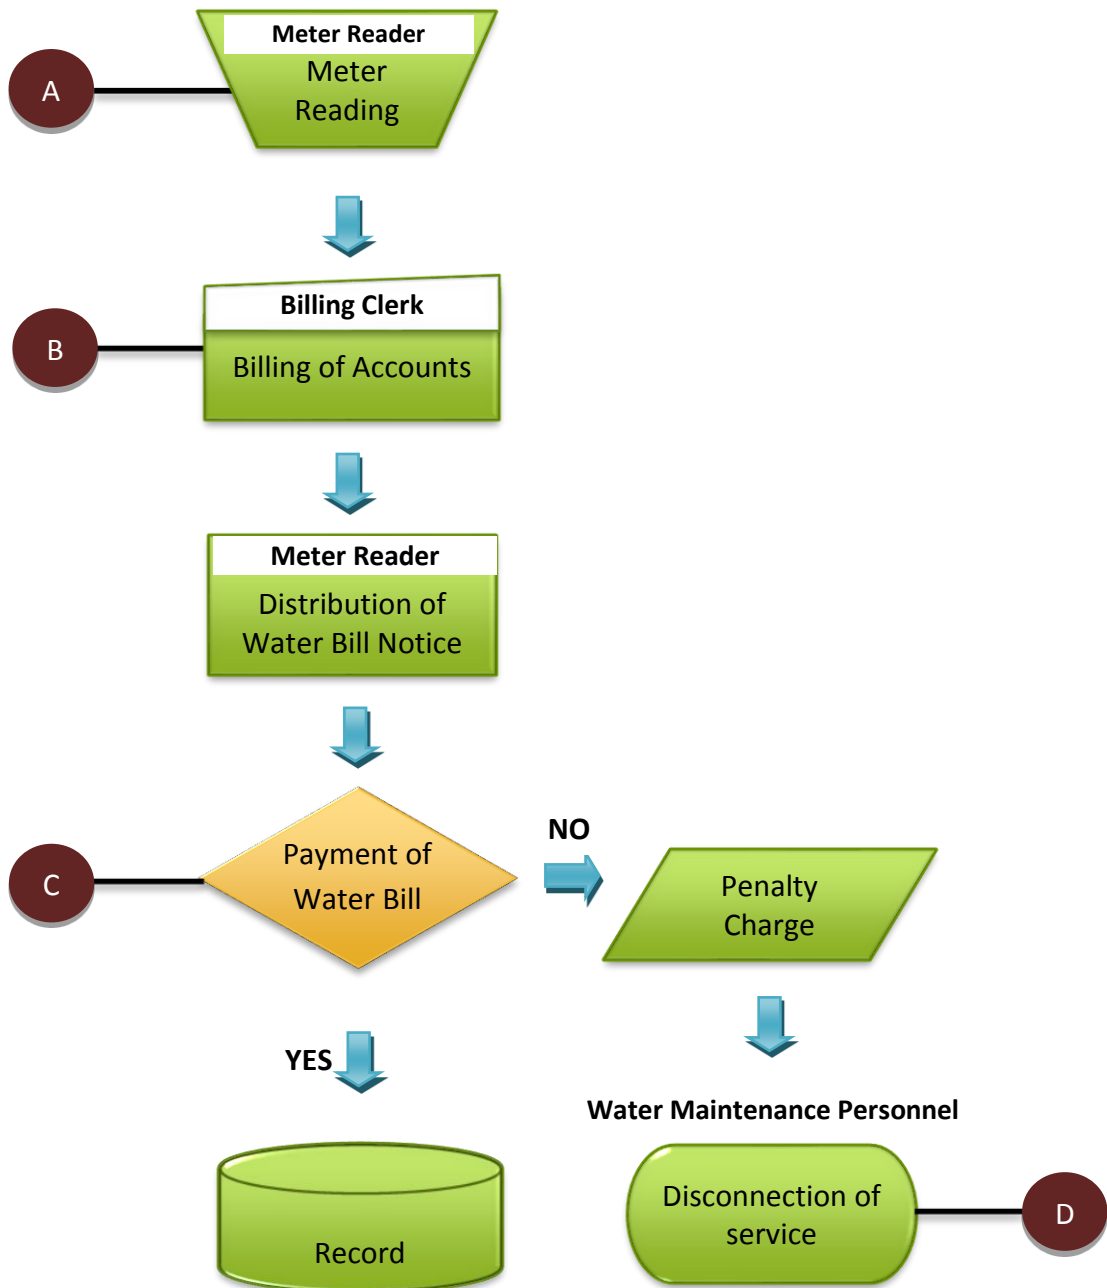 Meter Reader
Meter
Reading
A
Billing Clerk
B
Billing of Accounts
Meter Reader
Distribution of
Water Bill Notice
NO
Payment of
Water Bill
C
Penalty
Charge
YES
Water Maintenance Personnel
Disconnection of
service
D
Record